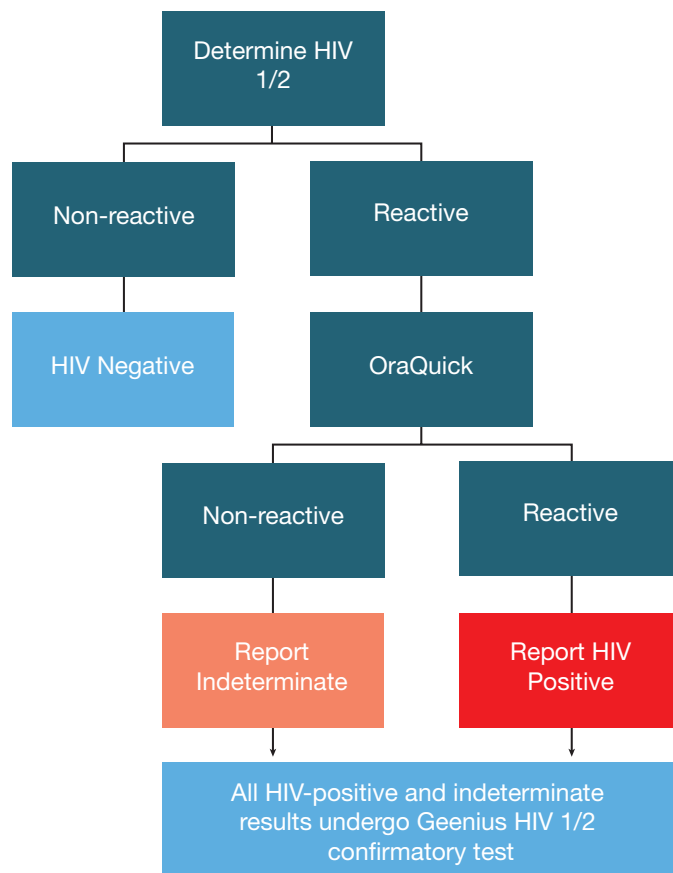 Determine HIV
1/2
Non-reactive
Reactive
HIV Negative
OraQuick
Non-reactive
Reactive
Report
Indeterminate
Report HIV
Positive
All HIV-positive and indeterminate
results undergo Geenius HIV 1/2
confirmatory test